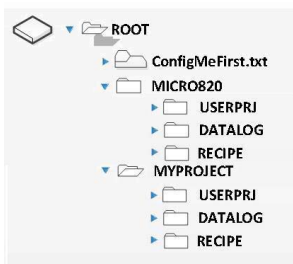 ROOT
ConfigMeFirst.txt
MICRO820
USERPRJ
DATALOG
RECIPE
MYPROJECT
USERPRJ
DATALOG
RECIPE